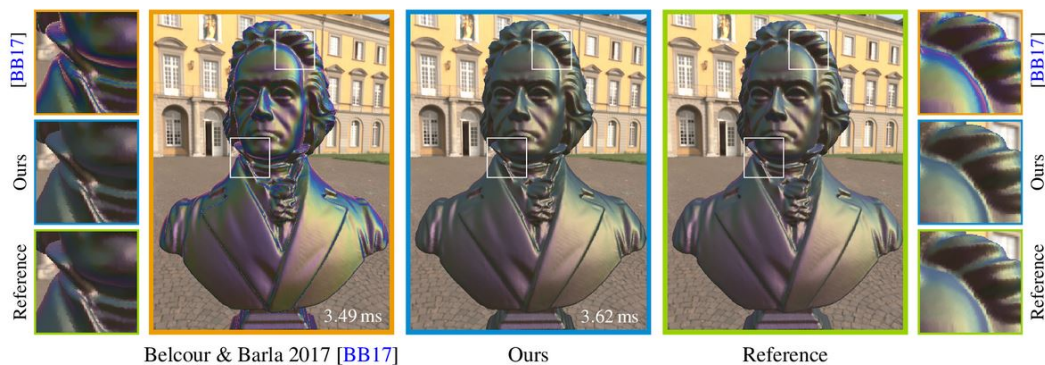 [BB17]
Ours
Reference
3.49 ms
3.62 ms
[BB17]
Ours
Reference
Belcour & Barla 2017 [BB17]
Ours
Reference